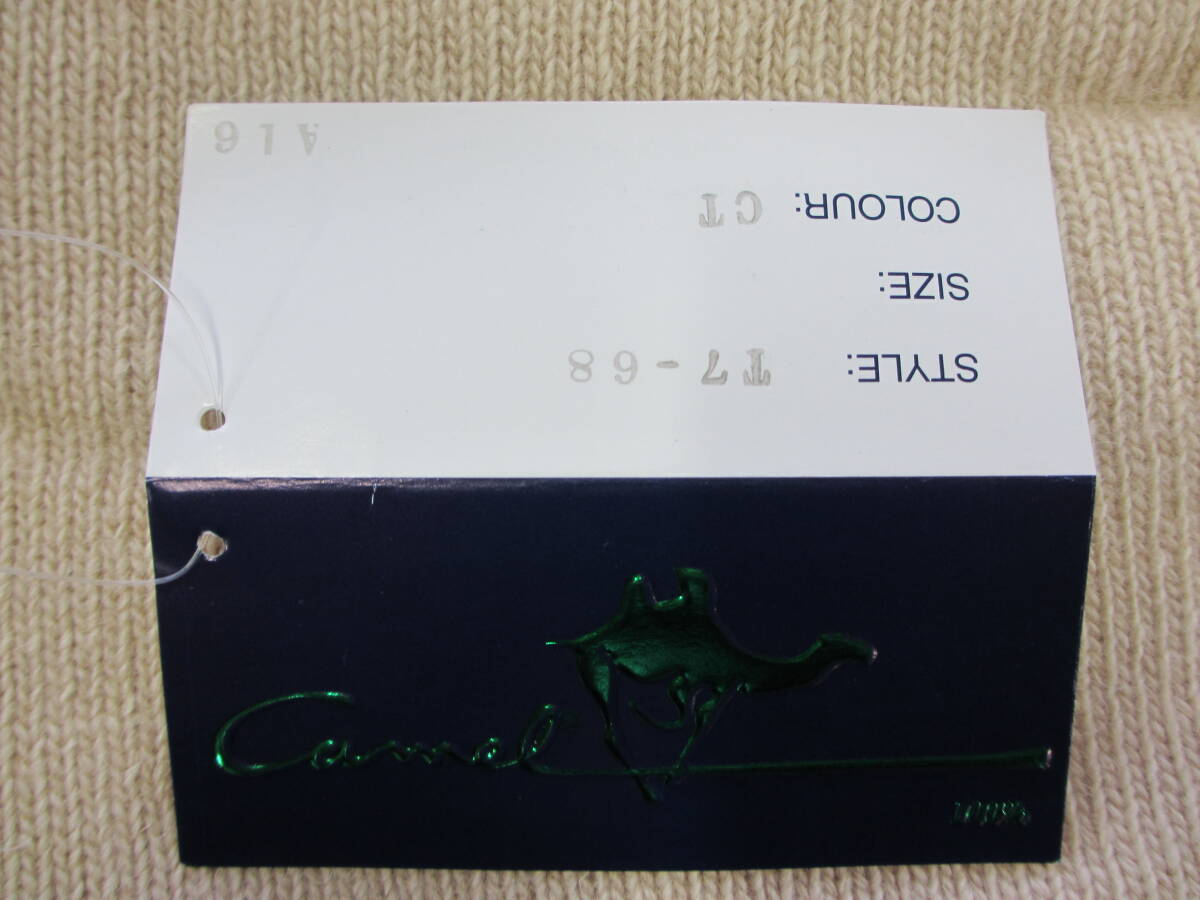 STYLE: T7-68
SIZE:
COLOUR: CT
A16
Camel
100%